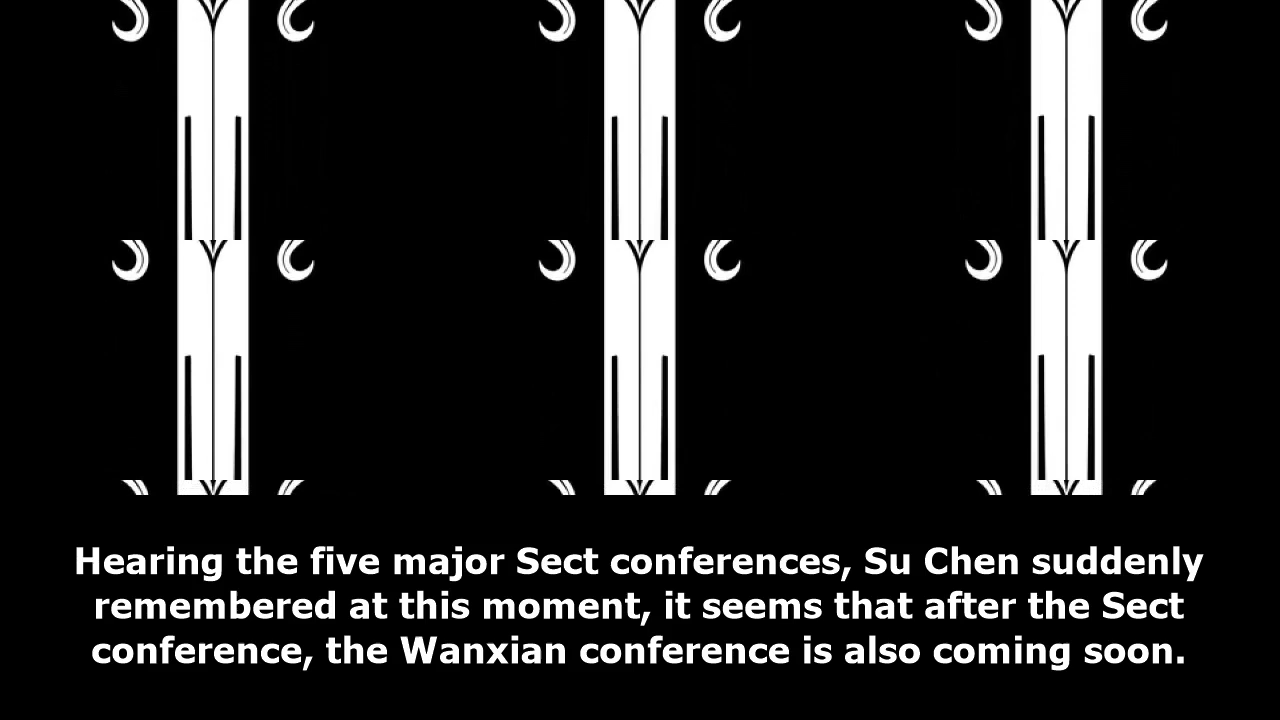 Hearing the five major Sect conferences, Su Chen suddenly
remembered at this moment, it seems that after the Sect
conference, the Wanxian conference is also coming soon.